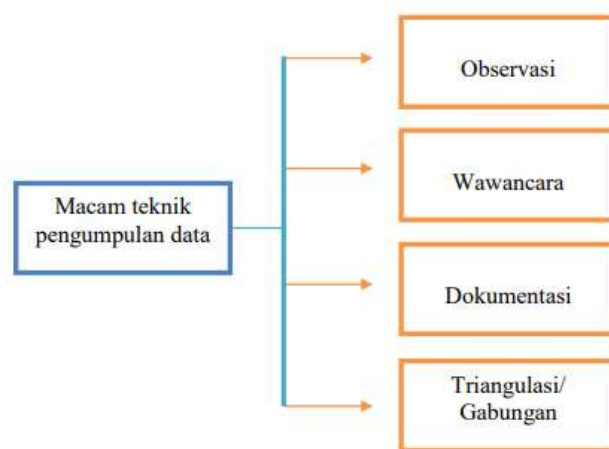 Macam teknik
pengumpulan data
Observasi
Wawancara
Dokumentasi
Triangulasi/
Gabungan